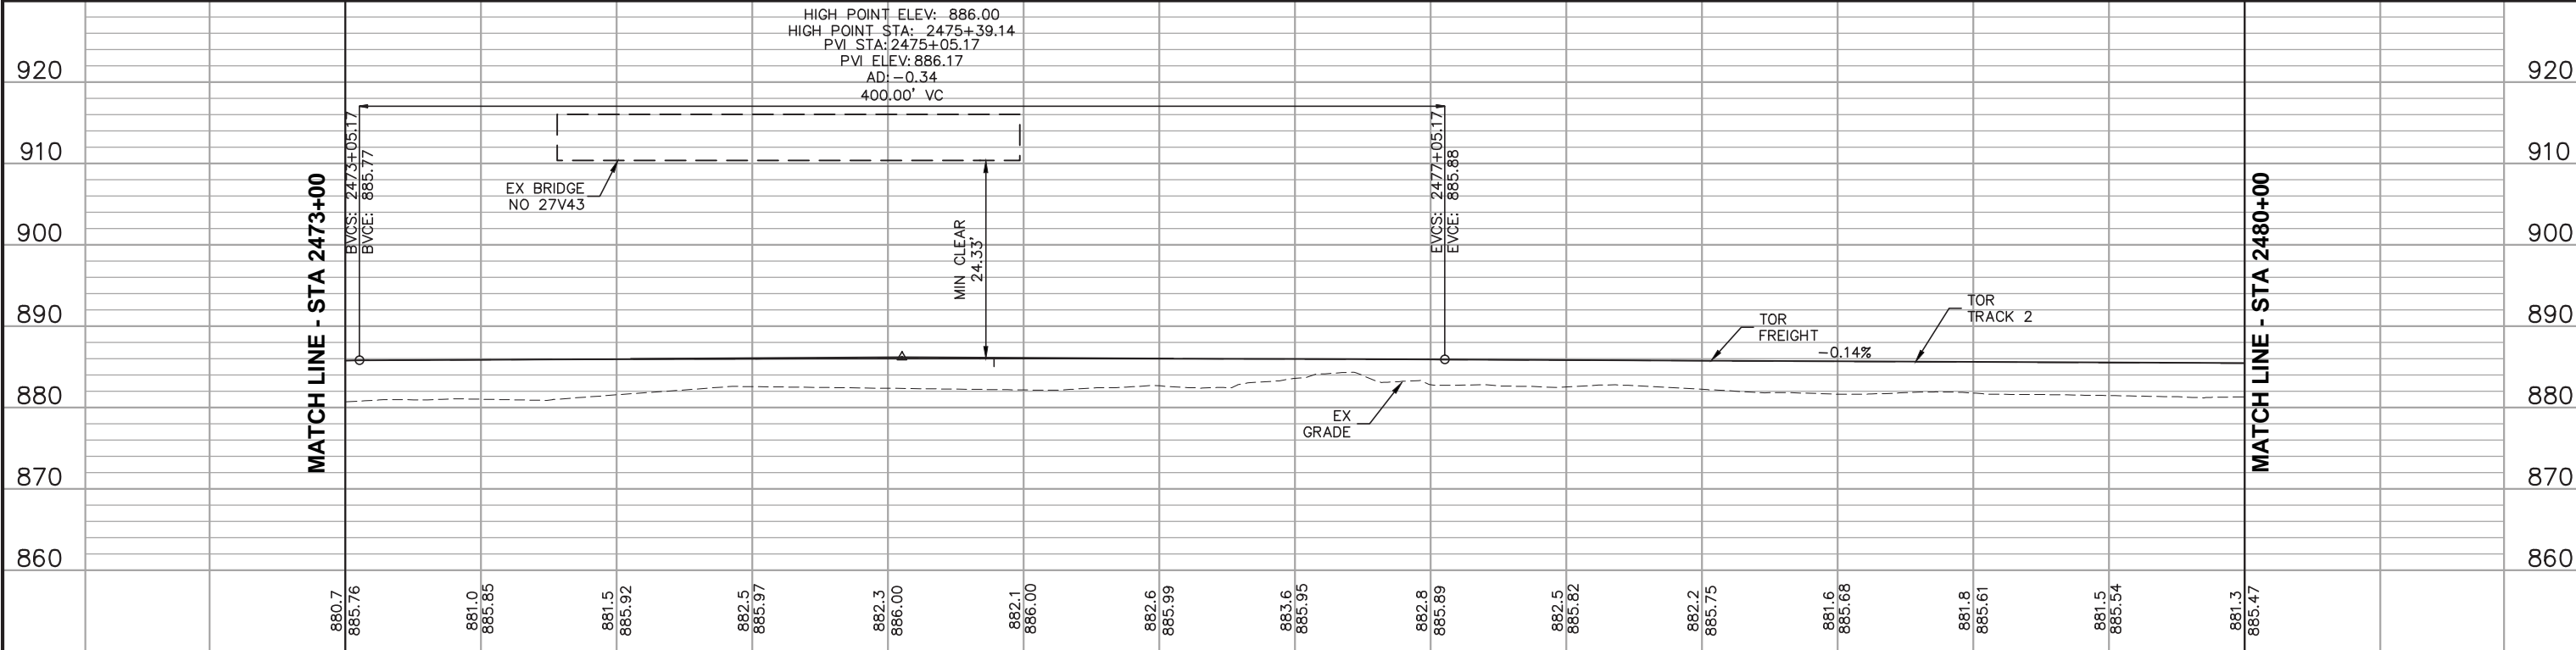 HIGH POINT ELEV: 886.00
HIGH POINT STA: 2475+39.14
PVI STA:2475+05.17
PVI ELEV:886.17
AD:-0.34
400.00' VC
920
920
910
910
900
900
890
890
880
880
870
870
860
860
MATCH LINE - STA 2473+00
BVCS: 2473+05.17
BVCE: 885.77
EX BRIDGE
NO 27V43
MIN CLEAR
24.33'
EVCS: 2477+05.17
EVCE: 885.88
TOR
FREIGHT
-0.14%
TOR
TRACK 2
EX
GRADE
MATCH LINE - STA 2480+00
880.7
885.76
881.0
885.85
881.5
885.92
882.5
885.97
882.3
886.00
882.1
886.00
882.6
885.99
883.6
885.95
882.8
885.89
882.5
885.82
882.2
885.75
881.6
885.68
881.8
885.61
881.5
885.54
881.3
885.47